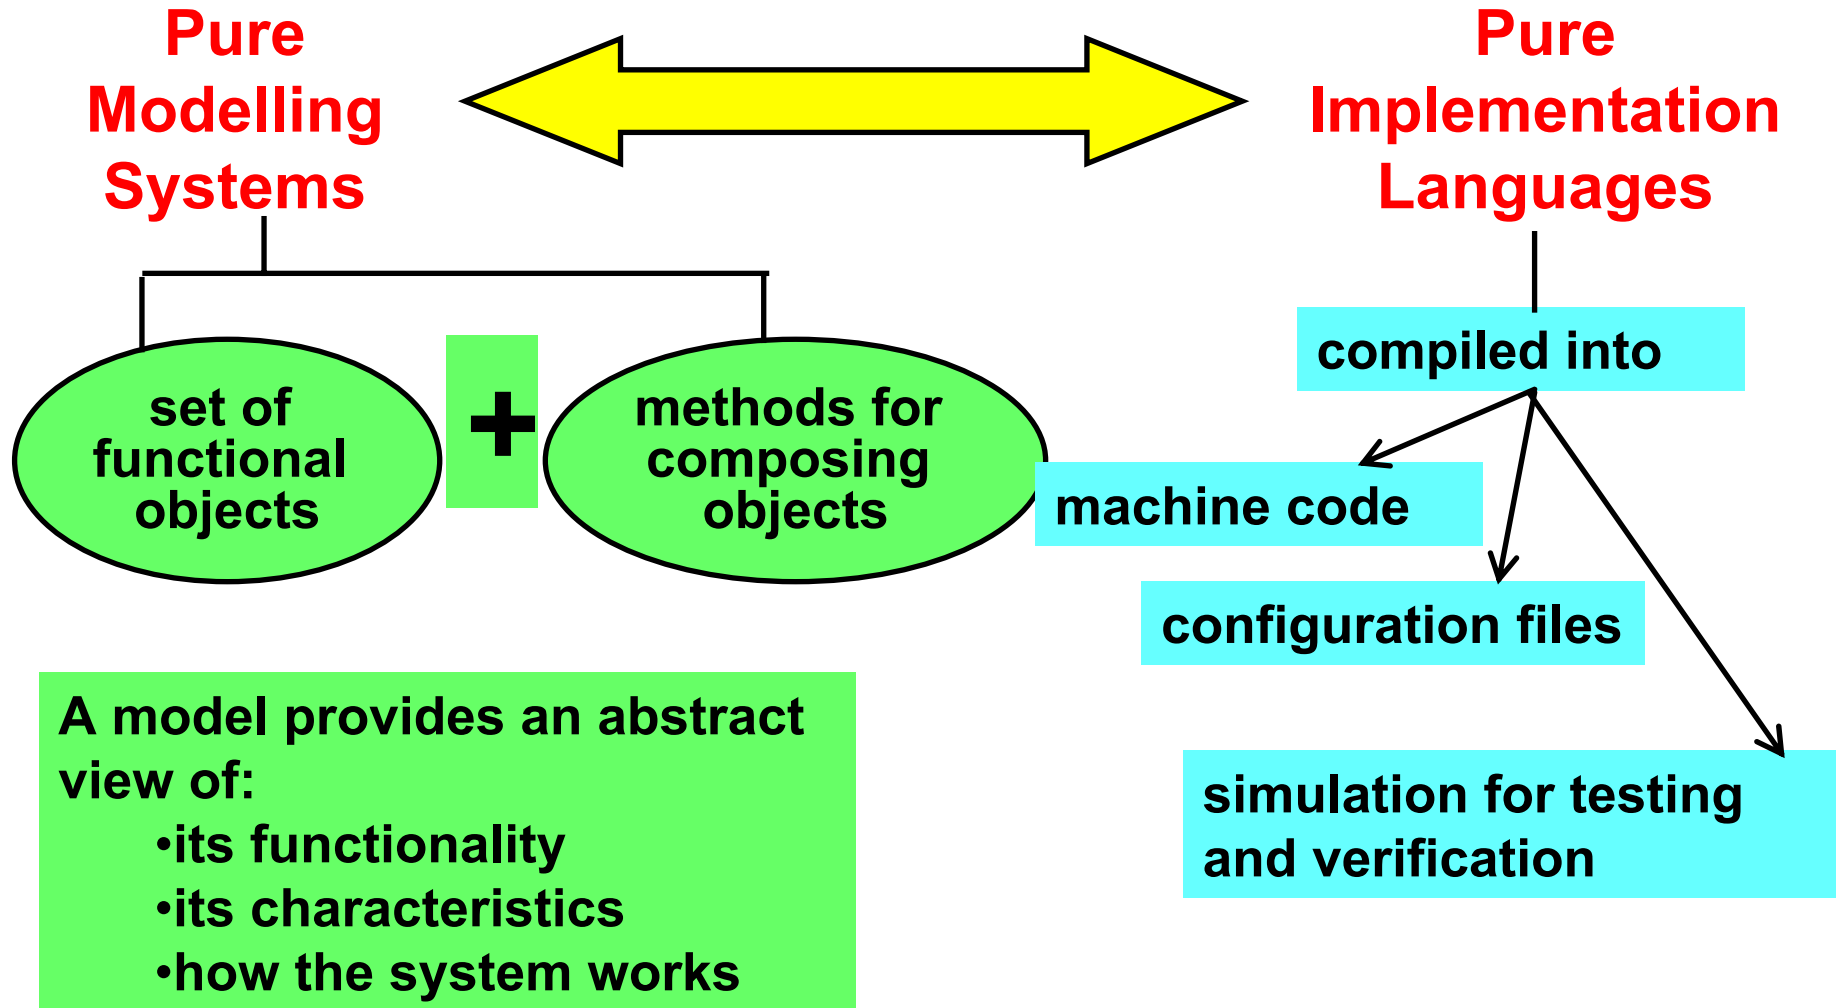 Pure
Modelling
Systems
Pure
Implementation
Languages
set of
functional
objects
+
methods for
composing
objects
compiled into
machine code
configuration files
simulation for testing
and verification
A model provides an abstract
view of:
•its functionality
•its characteristics
•how the system works